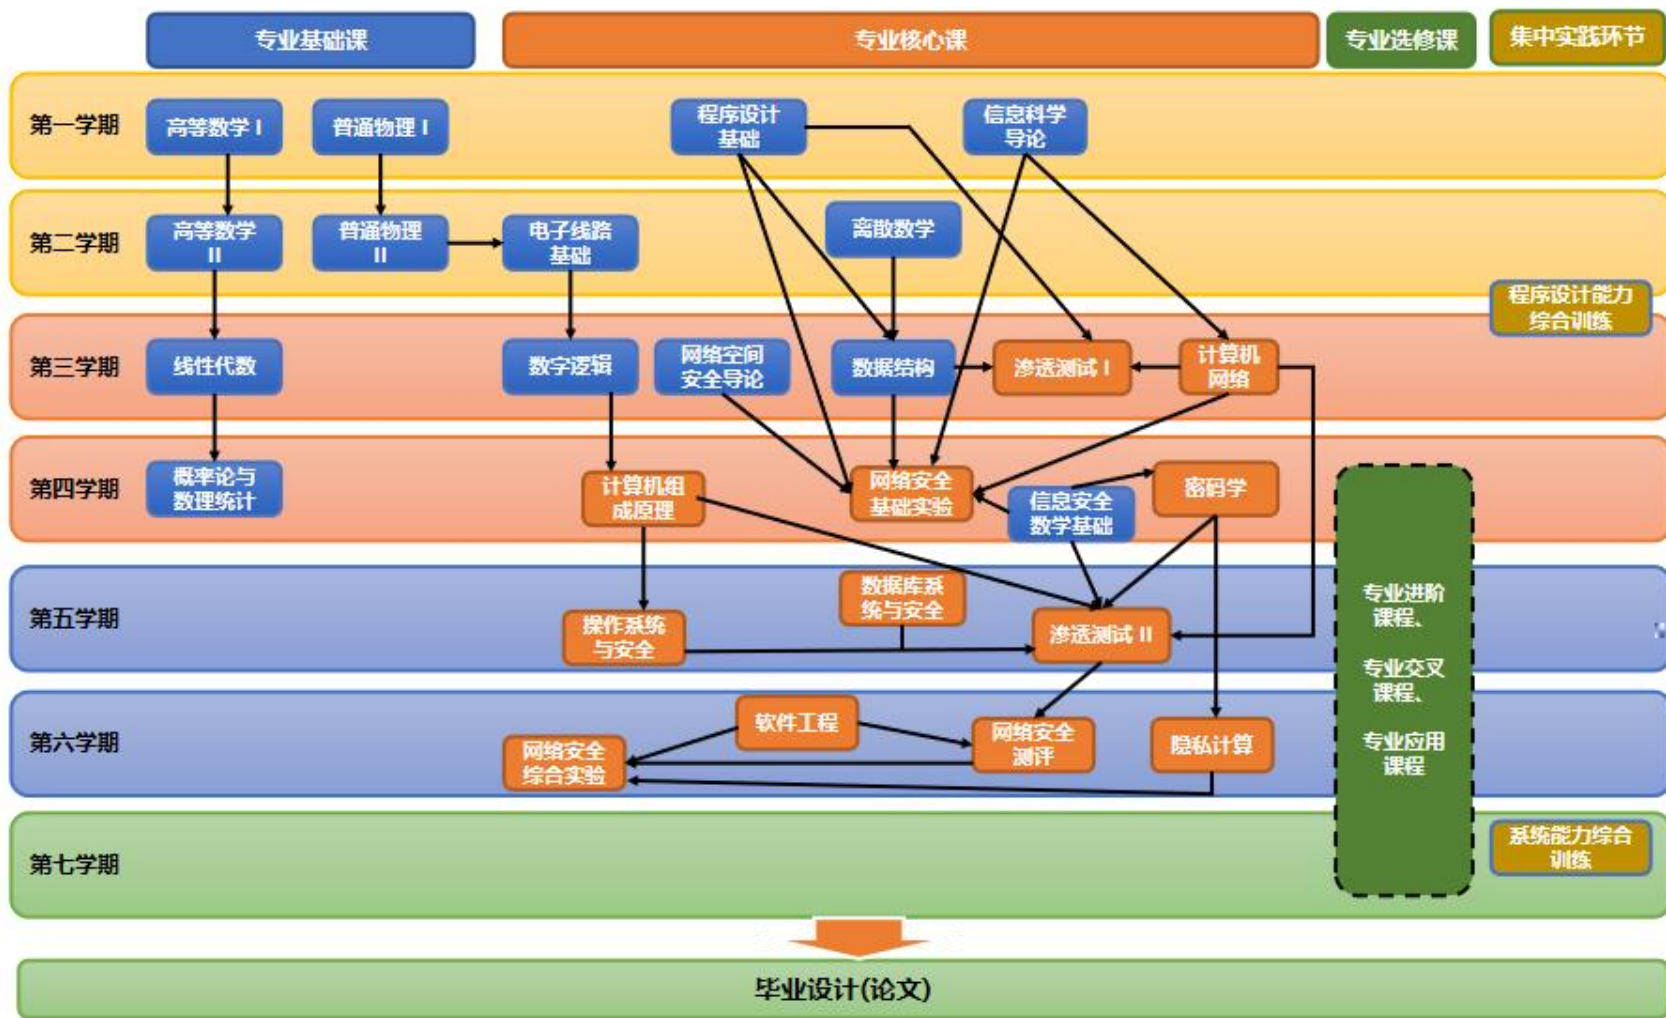 专业基础课
专业核心课
专业选修课
集中实践环节
第一学期
高等数学 I
普通物理 I
程序设计
基础
信息科学
导论
第二学期
高等数学
II
普通物理
II
电子线路
基础
离散数学
程序设计能力
综合训练
第三学期
线性代数
数字逻辑
网络空间
安全导论
数据结构
渗透测试 I
计算机
网络
第四学期
概率论与
数理统计
计算机组
成原理
网络安全
基础实验
信息安全
数学基础
密码学
第五学期
操作系统
与安全
数据库系
统与安全
渗透测试 II
专业进阶
课程、
专业交叉
课程、
专业应用
课程
第六学期
网络安全
综合实验
软件工程
网络安全
测评
隐私计算
第七学期
系统能力综合
训练
毕业设计(论文)